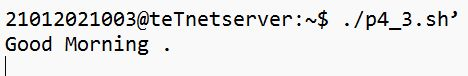 21012021003@teTnetserver:~$ ./p4_3.sh’
Good Morning .